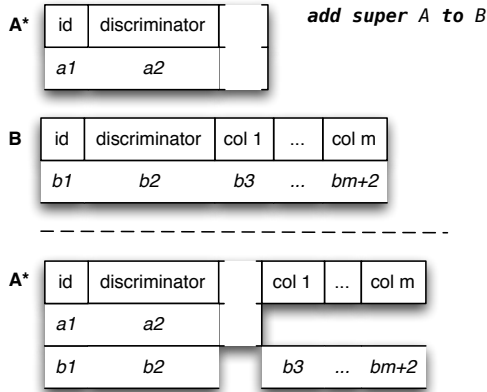 add super A to B
A* id discriminator
a1 a2
B id discriminator col 1 ... col m
b1 b2 b3 ... bm+2
A* id discriminator col 1 ... col m
a1 a2
b1 b2 b3 ... bm+2